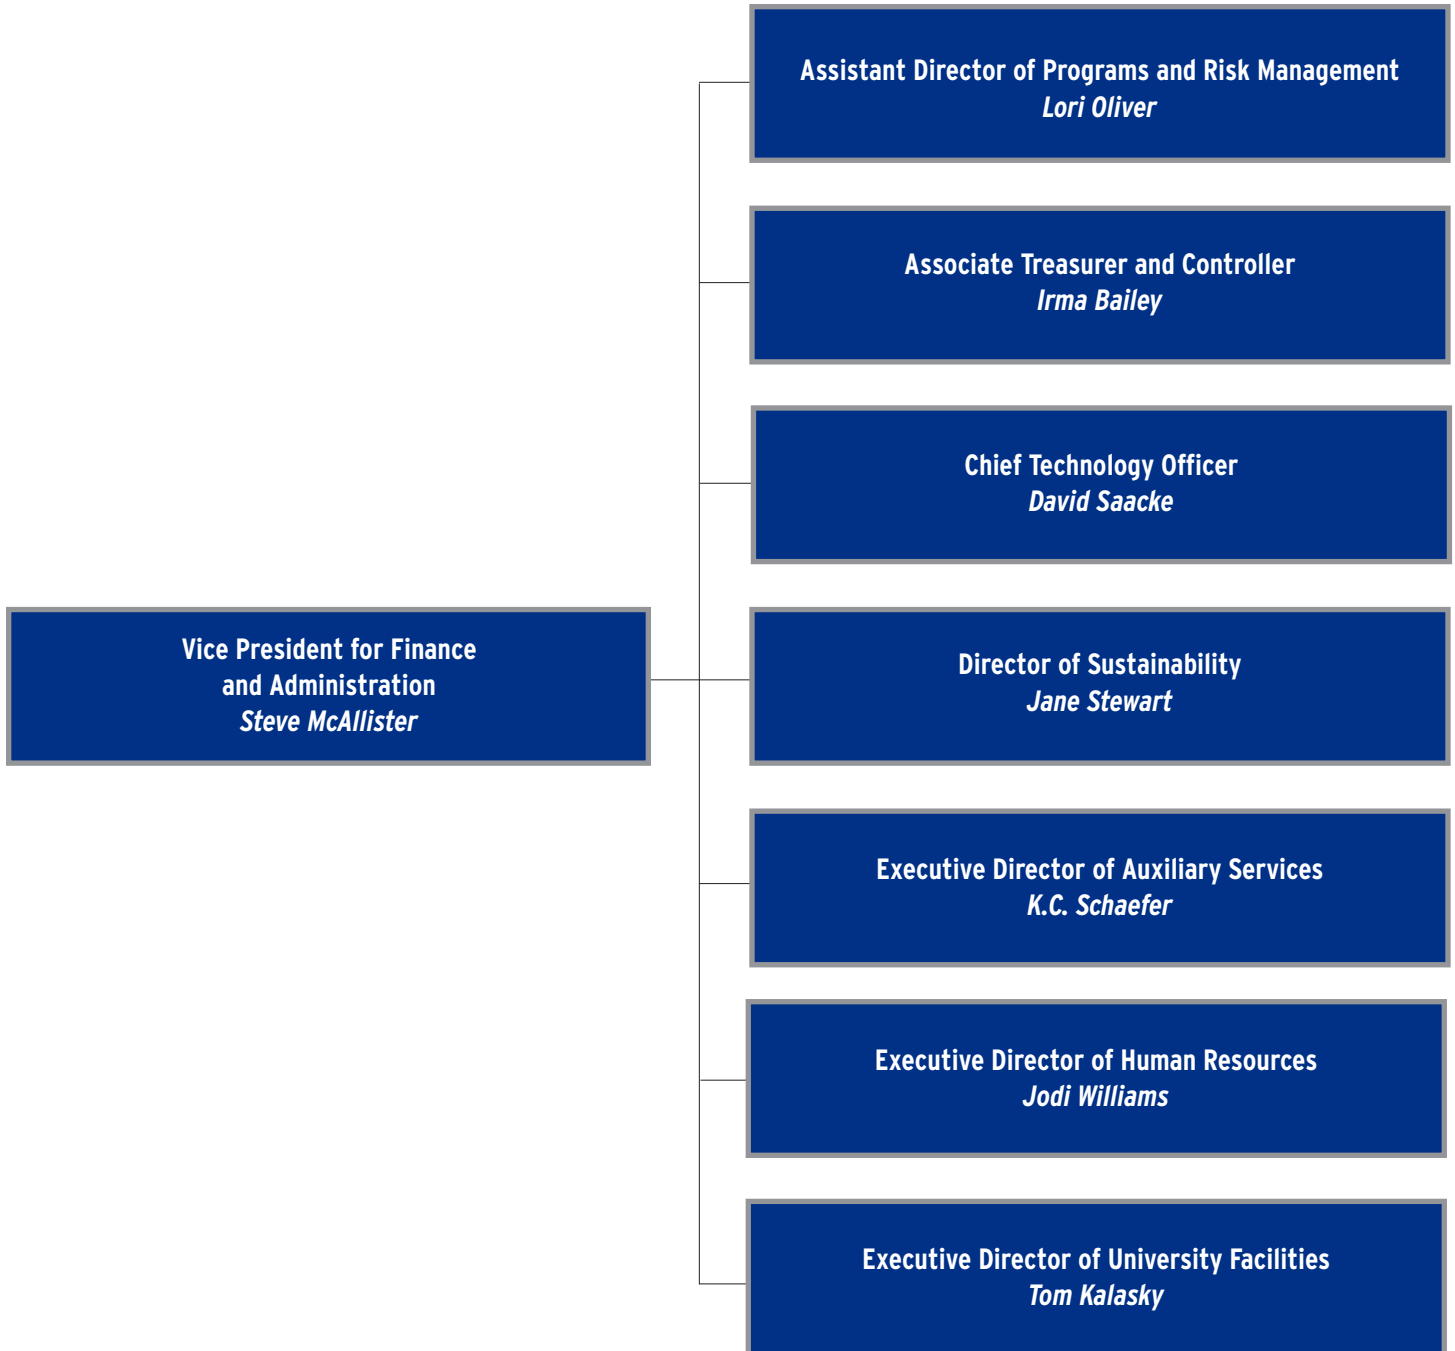 Assistant Director of Programs and Risk Management
Lori Oliver
Associate Treasurer and Controller
Irma Bailey
Chief Technology Officer
David Saacke
Vice President for Finance
and Administration
Steve McAllister
Director of Sustainability
Jane Stewart
Executive Director of Auxiliary Services
K.C. Schaefer
Executive Director of Human Resources
Jodi Williams
Executive Director of University Facilities
Tom Kalasky